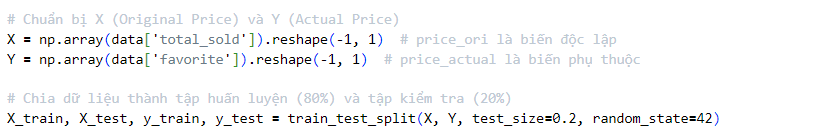 # Chuẩn bị X (Original Price) và Y (Actual Price)
X = np.array(data['total_sold']).reshape(-1, 1)  # price_ori là biến độc lập
Y = np.array(data['favorite']).reshape(-1, 1)  # price_actual là biến phụ thuộc
# Chia dữ liệu thành tập huấn luyện (80%) và tập kiểm tra (20%)
X_train, X_test, y_train, y_test = train_test_split(X, Y, test_size=0.2, random_state=42)